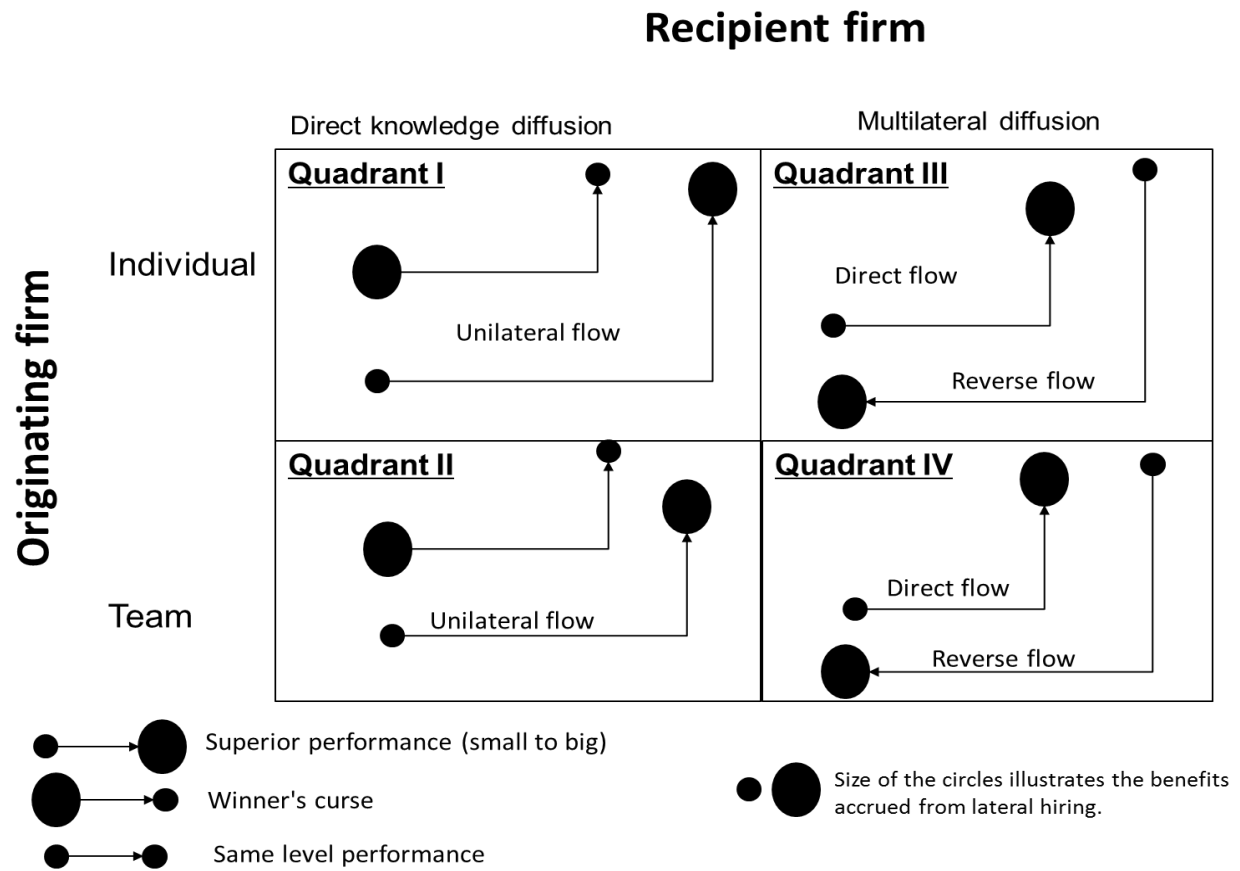 Recipient firm
Direct knowledge diffusion
Multilateral diffusion
Originating firm
Individual
Team
Quadrant I
Unilateral flow
Quadrant III
Direct flow
Reverse flow
Quadrant II
Unilateral flow
Quadrant IV
Direct flow
Reverse flow
Superior performance (small to big)
Winner's curse
Same level performance
Size of the circles illustrates the benefits
accrued from lateral hiring.